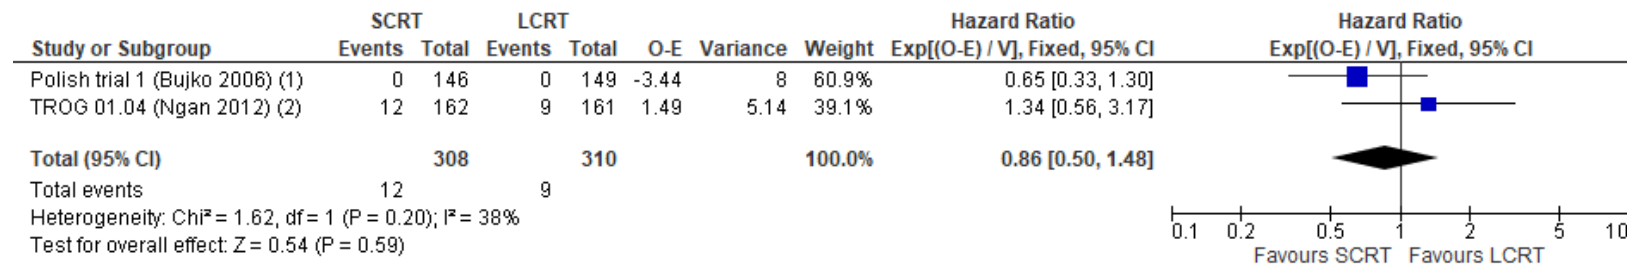 SCRT LCRT Hazard Ratio Hazard Ratio
Study or Subgroup Events Total Events Total O-E Variance Weight Exp[(O-E) / V], Fixed, 95% CI Exp[(O-E) / V], Fixed, 95% CI
Polish trial 1 (Bujko 2006) (1) 0 146 0 149 -3.44 8 60.9% 0.65 [0.33, 1.30]
TROG 01.04 (Ngan 2012) (2) 12 162 9 161 1.49 5.14 39.1% 1.34 [0.56, 3.17]
Total (95% CI) 308 310 100.0% 0.86 [0.50, 1.48]
Total events 12 9
Heterogeneity: Chi² = 1.62, df = 1 (P = 0.20); I² = 38%
Test for overall effect: Z = 0.54 (P = 0.59)
0.1 0.2 0.5 1 2 5 10
Favours SCRT Favours LCRT